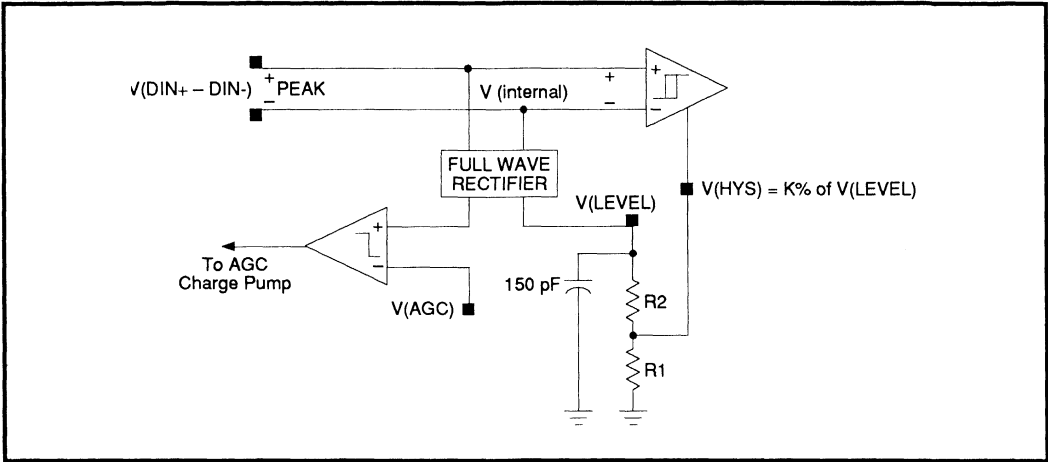 V(DIN+ – DIN-)
+
–
PEAK
V (internal)
+
–
+
–
FULL WAVE
RECTIFIER
V(HYS) = K% of V(LEVEL)
V(LEVEL)
+
–
To AGC
Charge Pump
V(AGC)
150 pF
R2
R1